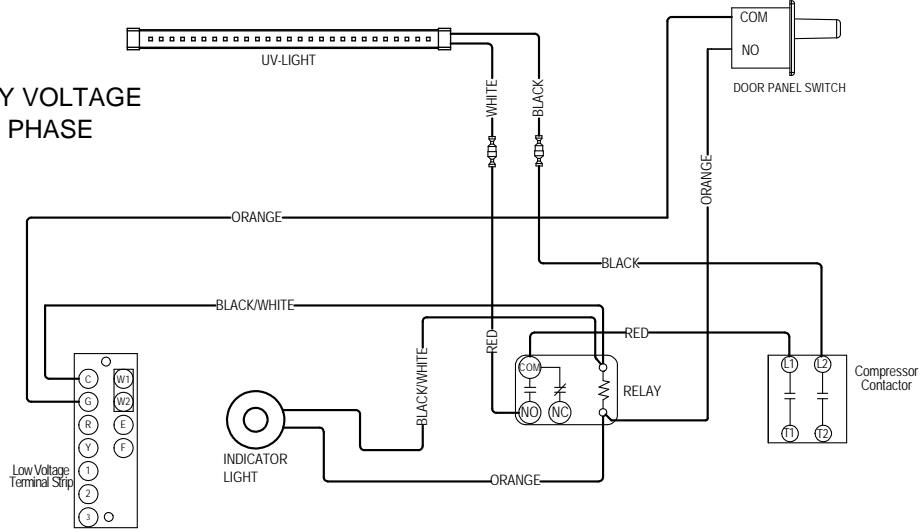 COM
NO
DOOR PANEL SWITCH
UV-LIGHT
Y VOLTAGE
PHASE
WHITE
BLACK
ORANGE
ORANGE
BLACK
BLACK/WHITE
RED
RED
BLACK/WHITE
COM
NO
NC
RELAY
L1
L2
T1
T2
Compressor
Contactor
C
W1
G
W2
R
E
Y
F
1
2
3
Low Voltage
Terminal Strip
INDICATOR
LIGHT
ORANGE